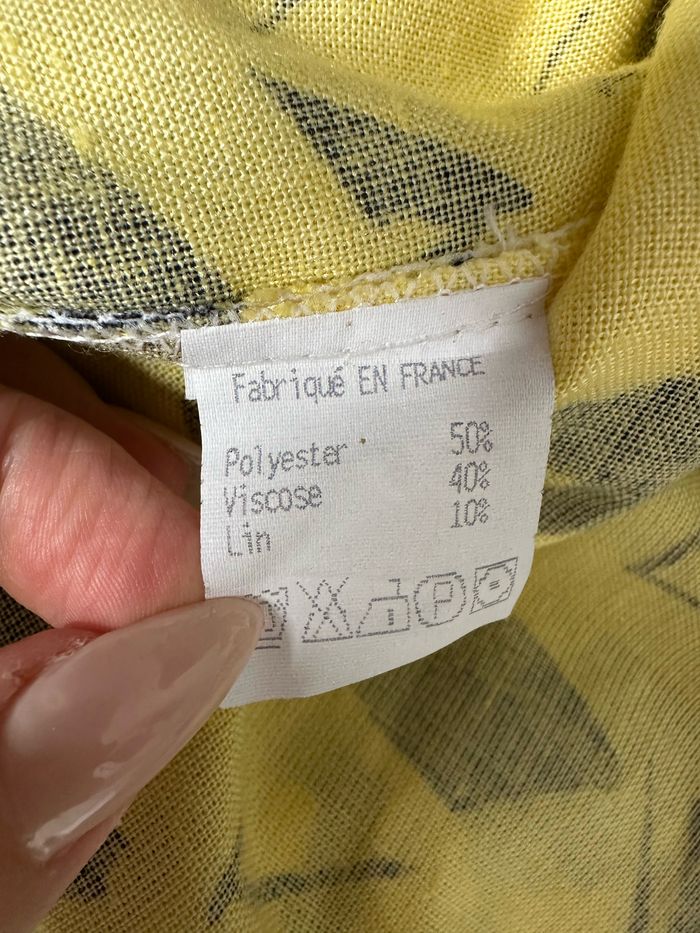 Fabriqué EN FRANCE
Polyester 50%
Viscose 40%
Lin 10%
P